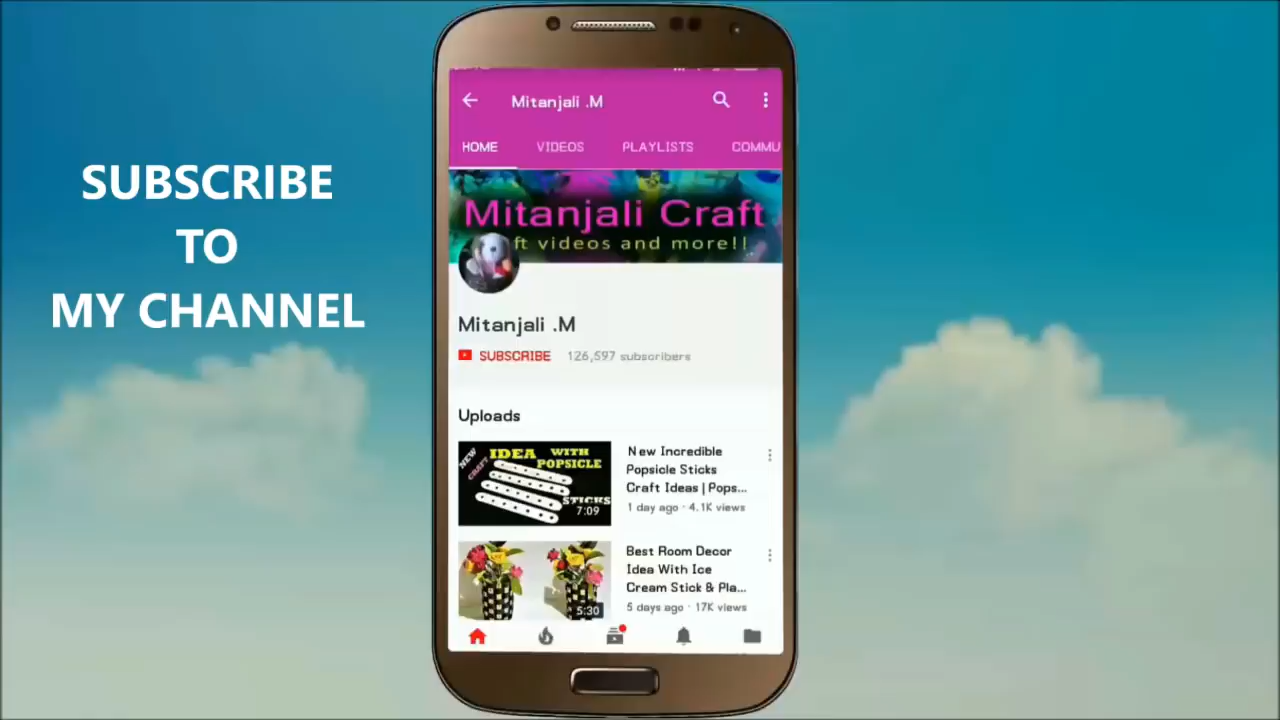 SUBSCRIBE
TO
MY CHANNEL
Mitanjali .M
HOME VIDEOS PLAYLISTS COMMU
Mitanjali Craft
ft videos and more!!
Mitanjali .M
SUBSCRIBE 126,597 subscribers
Uploads
NEW CRAFT IDEA WITH
POPSICLE
STICKS
7:09
New Incredible
Popsicle Sticks
Craft Ideas | Pops...
1 day ago · 4.1K views
5:30
Best Room Decor
Idea With Ice
Cream Stick & Pla...
5 days ago · 17K views